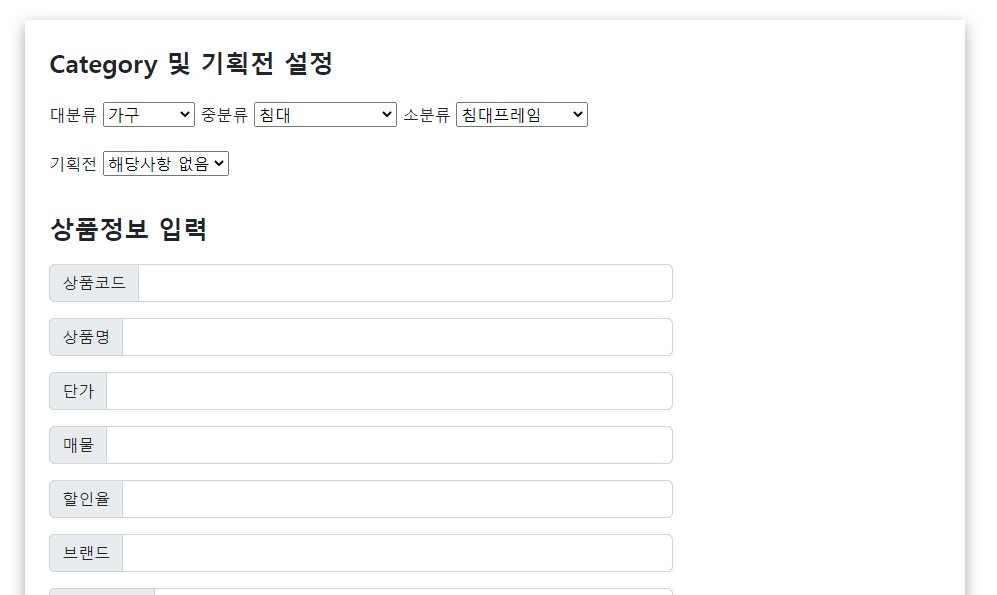 Category 및 기획전 설정
대분류 가구 중분류 침대 소분류 침대프레임
기획전 해당사항 없음
상품정보 입력
상품코드
상품명
단가
매물
할인율
브랜드